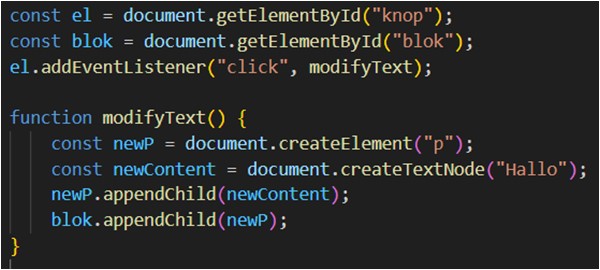 const el = document.getElementById("knop");
const blok = document.getElementById("blok");
el.addEventListener("click", modifyText);

function modifyText() {
    const newP = document.createElement("p");
    const newContent = document.createTextNode("Hallo");
    newP.appendChild(newContent);
    blok.appendChild(newP);
}